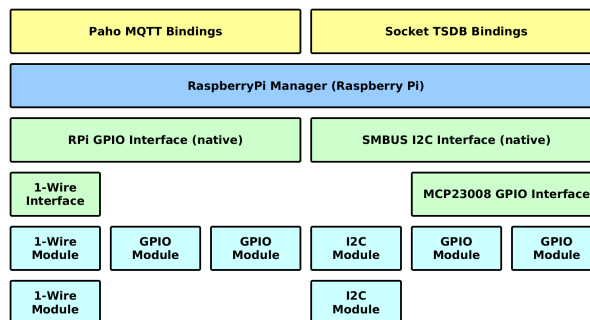 Paho MQTT Bindings
Socket TSDB Bindings
RaspberryPi Manager (Raspberry Pi)
RPi GPIO Interface (native)
SMBUS I2C Interface (native)
1-Wire
Interface
MCP23008 GPIO Interface
1-Wire
Module
GPIO
Module
GPIO
Module
I2C
Module
GPIO
Module
GPIO
Module
1-Wire
Module
I2C
Module